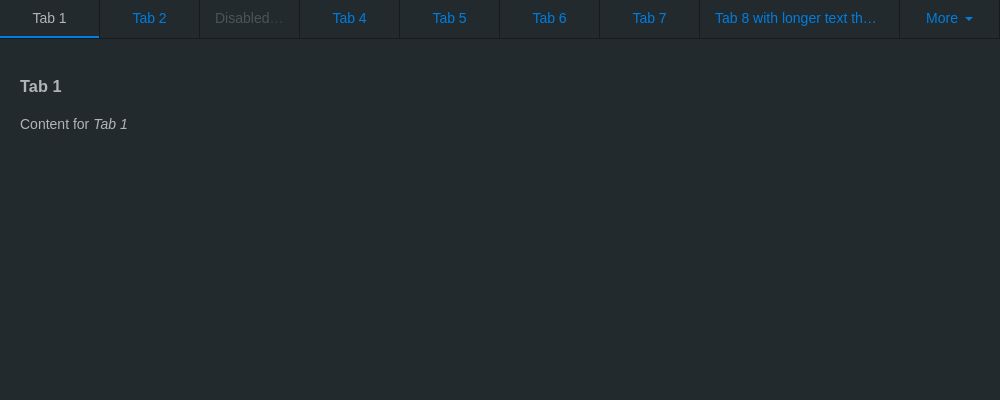 Tab 1 Tab 2 Disabled… Tab 4 Tab 5 Tab 6 Tab 7 Tab 8 with longer text th… More
Tab 1
Content for Tab 1